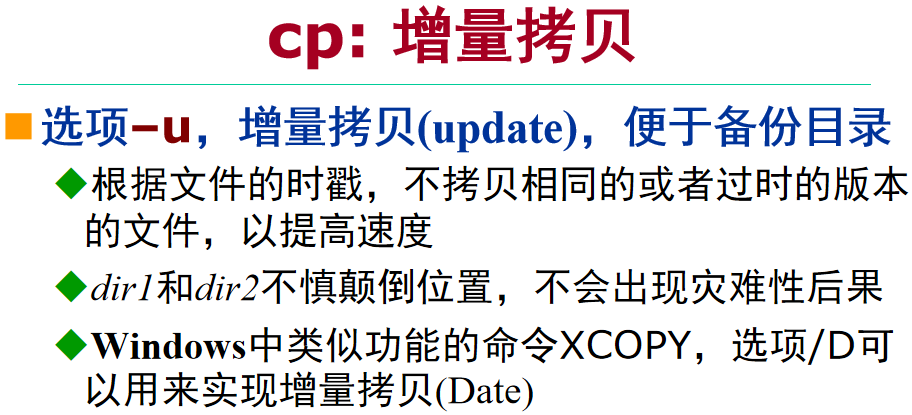 cp: 增量拷贝
选项–u，增量拷贝(update)，便于备份目录
根据文件的时戳，不拷贝相同的或者过时的版本
的文件，以提高速度
dir1和dir2不慎颠倒位置，不会出现灾难性后果
Windows中类似功能的命令XCOPY，选项/D可
以用来实现增量拷贝(Date)